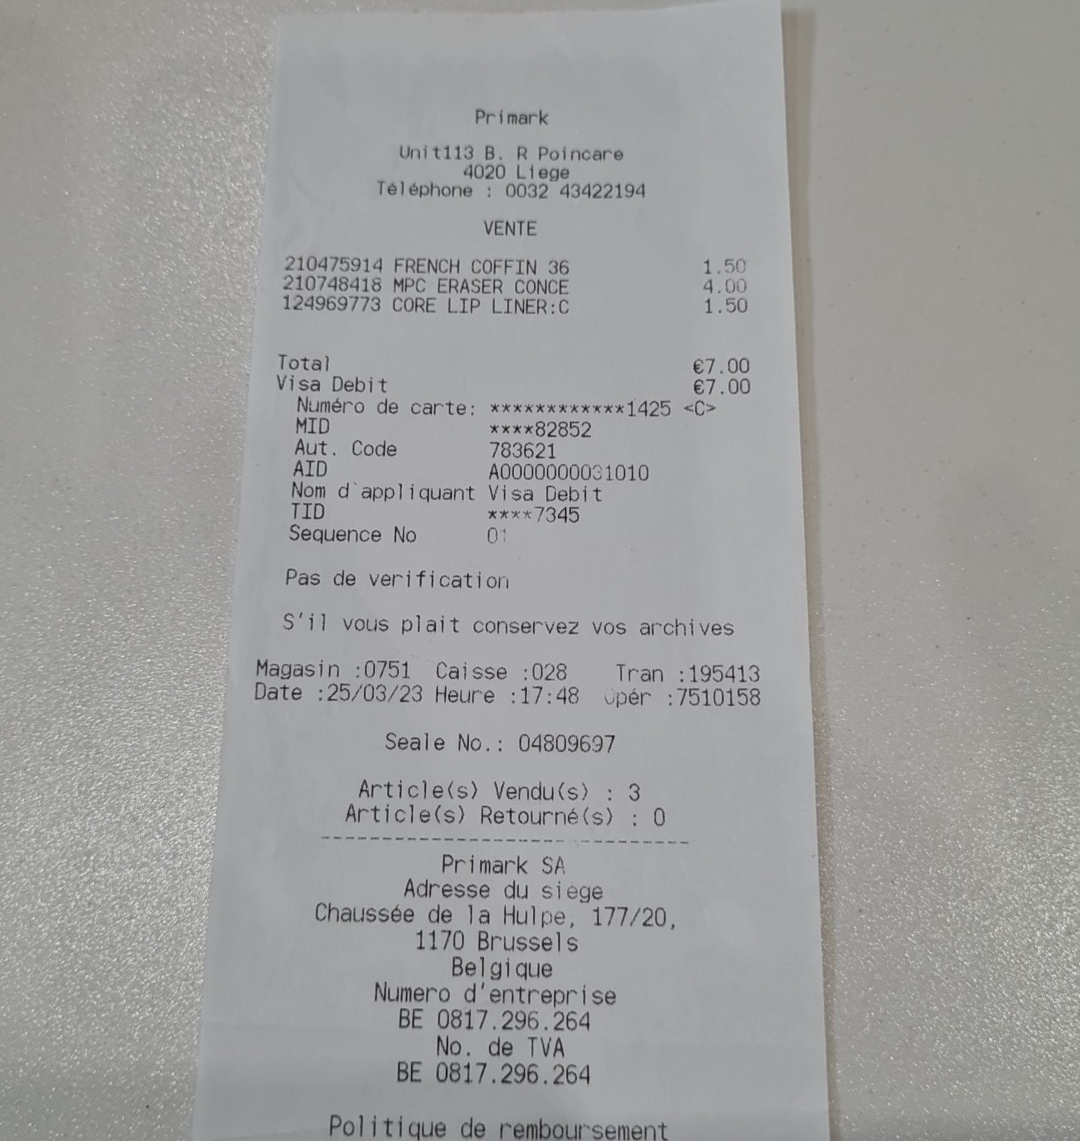 Primark
Unit113 B. R Poincare
4020 Liege
Téléphone : 0032 43422194
VENTE
210475914 FRENCH COFFIN 36 1.50
210748418 MPC ERASER CONCE 4.00
124969773 CORE LIP LINER:C 1.50
Total €7.00
Visa Debit €7.00
Numéro de carte: ************1425 <C>
MID ****82852
Aut. Code 783621
AID A0000000031010
Nom d`appliquant Visa Debit
TID ****7345
Sequence No 01
Pas de verification
S'il vous plait conservez vos archives
Magasin :0751 Caisse :028 Tran :195413
Date :25/03/23 Heure :17:48 Opér :7510158
Seale No.: 04809697
Article(s) Vendu(s) : 3
Article(s) Retourné(s) : 0
Primark SA
Adresse du siege
Chaussée de la Hulpe, 177/20,
1170 Brussels
Belgique
Numero d'entreprise
BE 0817.296.264
No. de TVA
BE 0817.296.264
Politique de remboursement